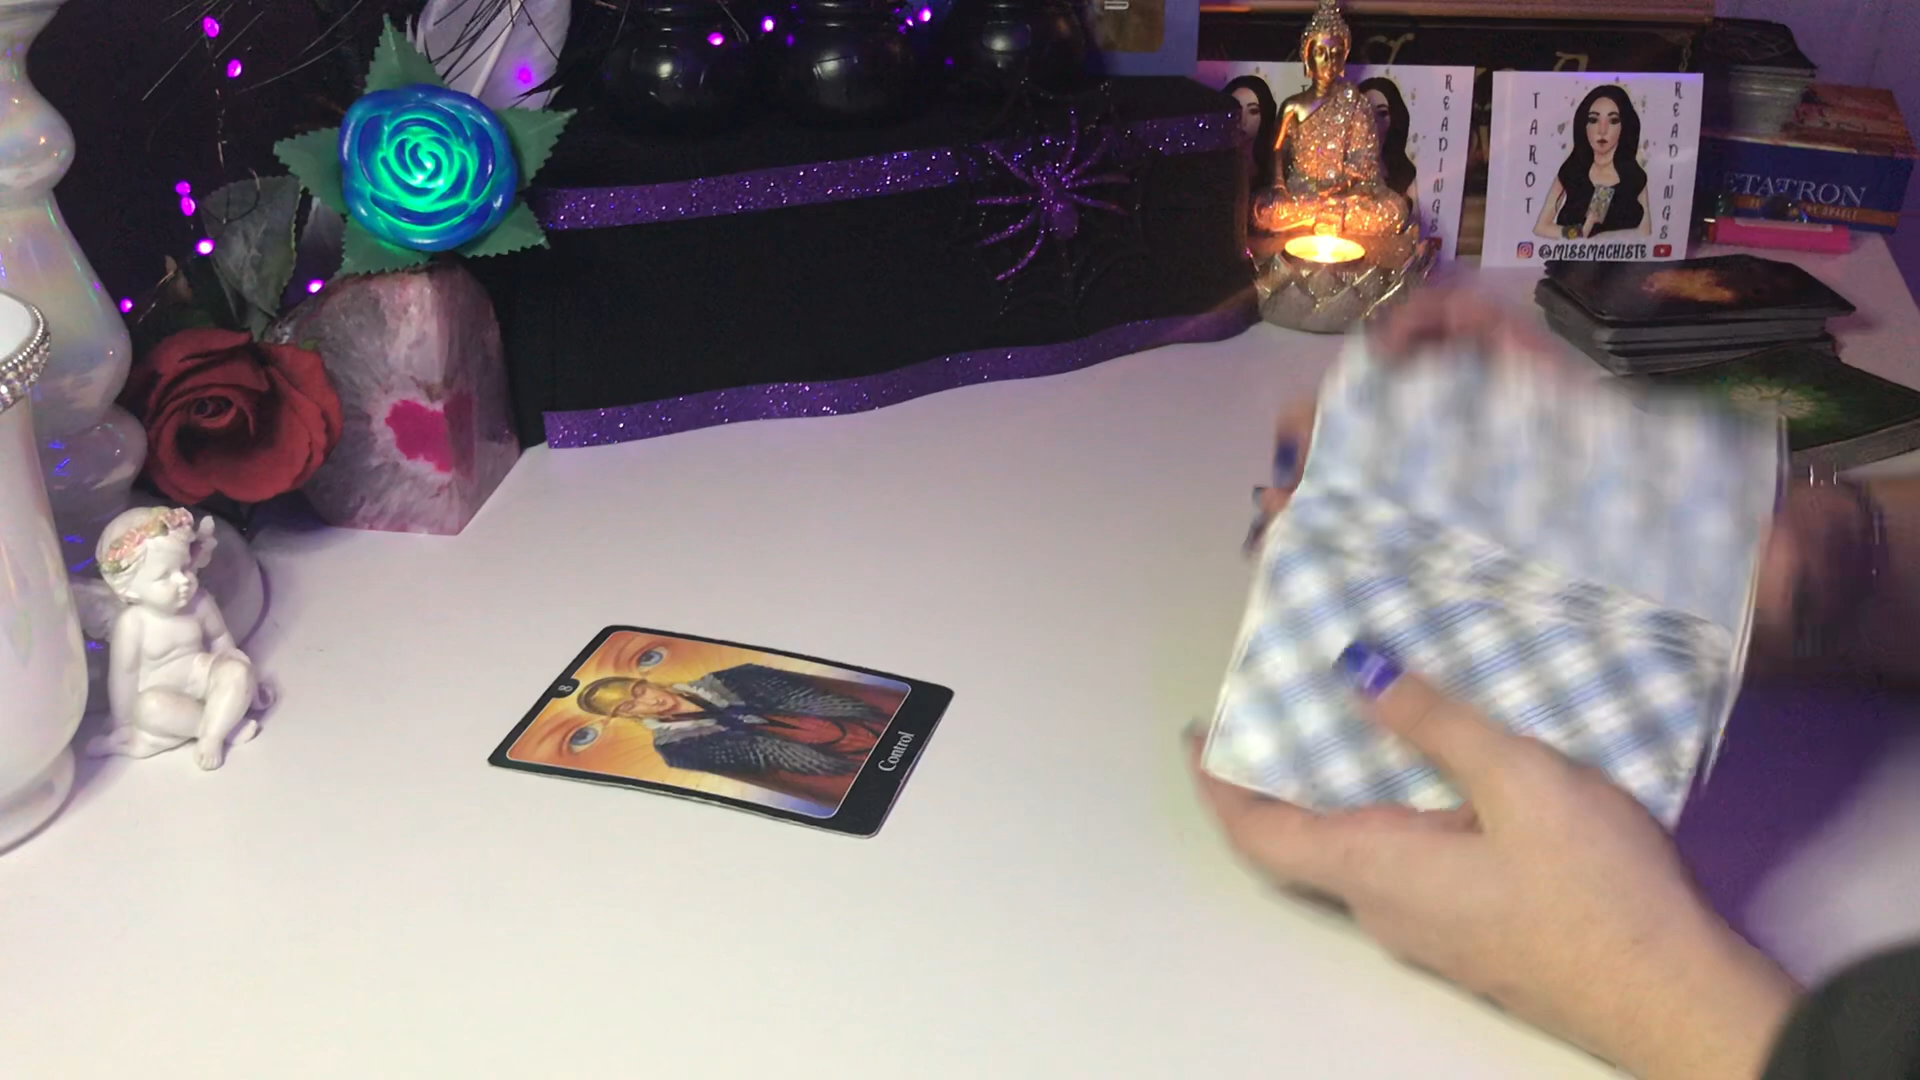 READINGS
TAROT
READINGS
@MISSMACHISTE
ETATRON
8
Control